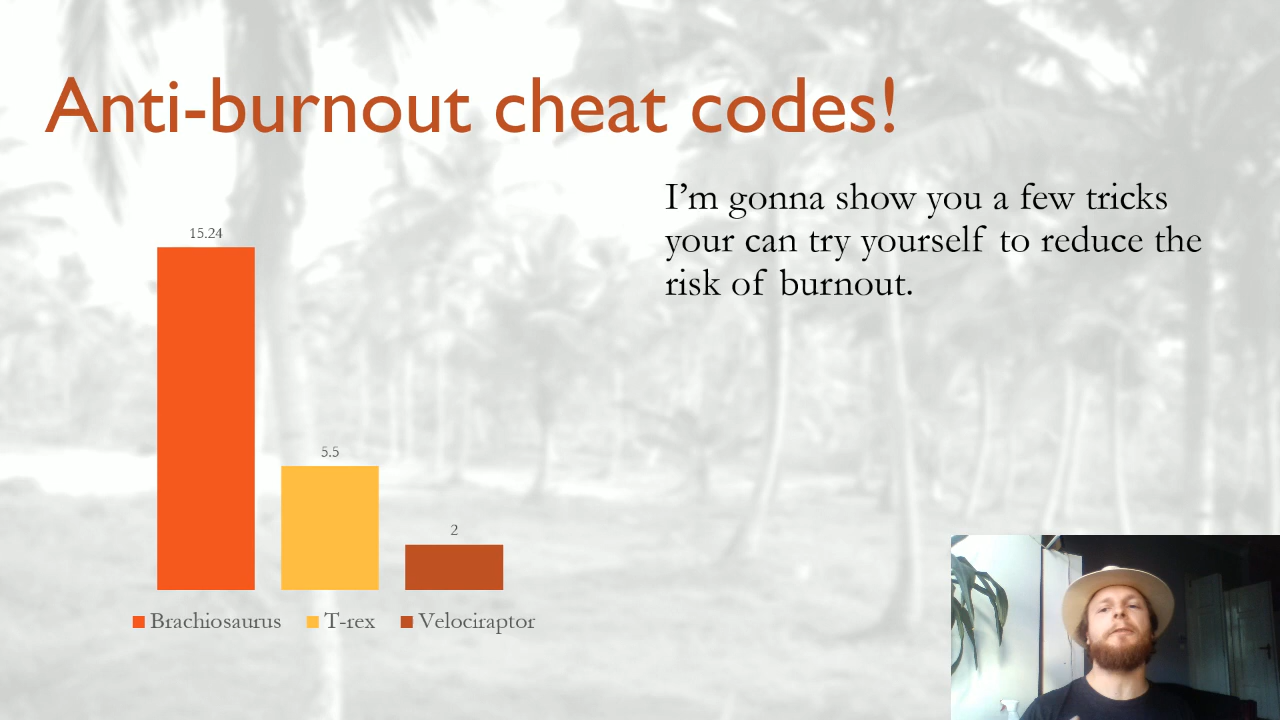 Anti-burnout cheat codes!
I'm gonna show you a few tricks
your can try yourself to reduce the
risk of burnout.
15.24
5.5
2
Brachiosaurus T-rex Velociraptor